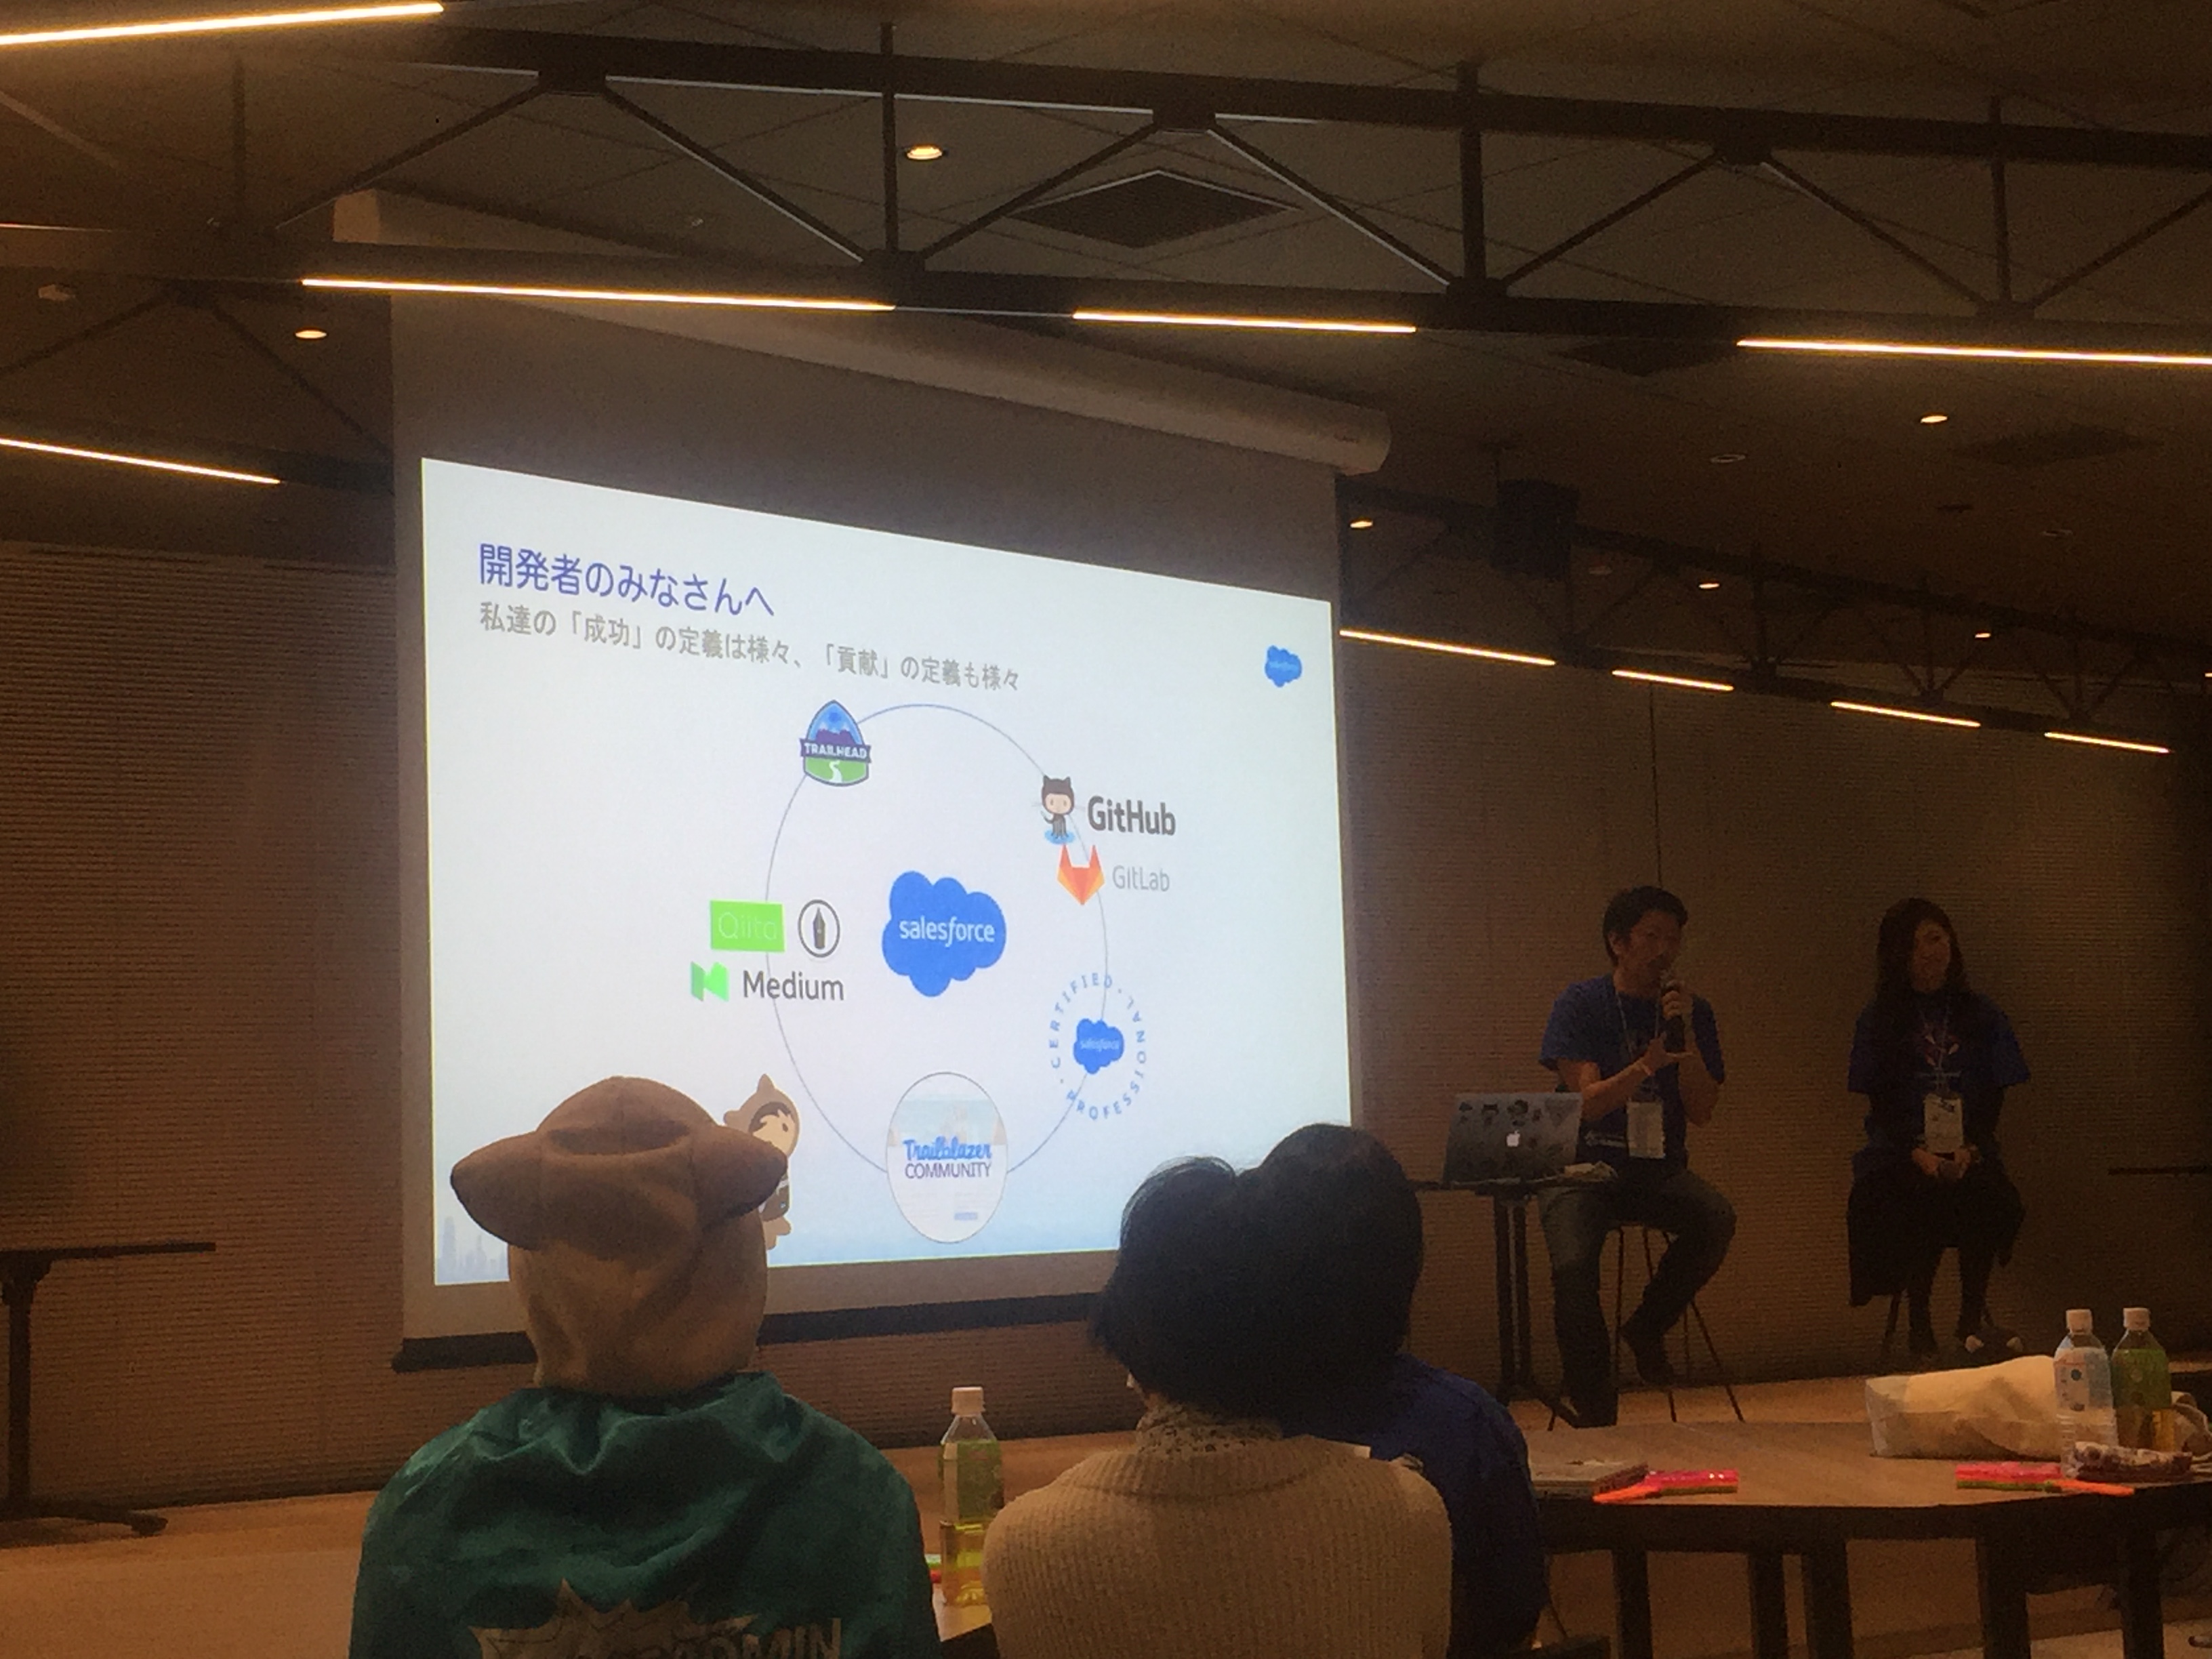 開発者のみなさんへ
私達の「成功」の定義は様々、「貢献」の定義も様々
salesforce
TRAILHEAD
GitHub
GitLab
Qiita
salesforce
Medium
CERTIFIED
salesforce
PROFESSIONAL
Trailblazer
COMMUNITY